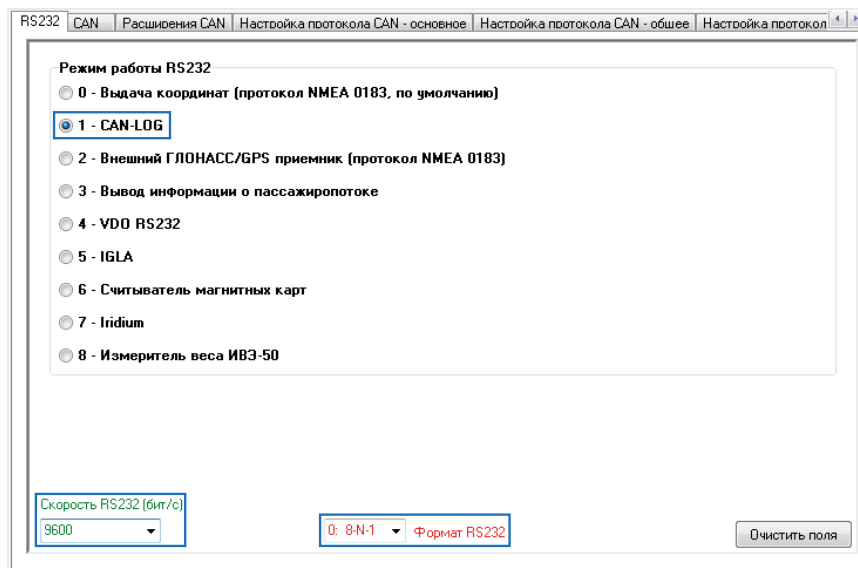 RS232 CAN Расширения CAN Настройка протокола CAN - основное Настройка протокола CAN - общее Настройка протокол
Режим работы RS232
0 - Выдача координат (протокол NMEA 0183, по умолчанию)
1 - CAN-LOG
2 - Внешний ГЛОНАСС/GPS приемник (протокол NMEA 0183)
3 - Вывод информации о пассажиропотоке
4 - VDO RS232
5 - IGLA
6 - Считыватель магнитных карт
7 - Iridium
8 - Измеритель веса ИВЭ-50
Скорость RS232 (бит/с)
9600 0: 8-N-1 Формат RS232 Очистить поля